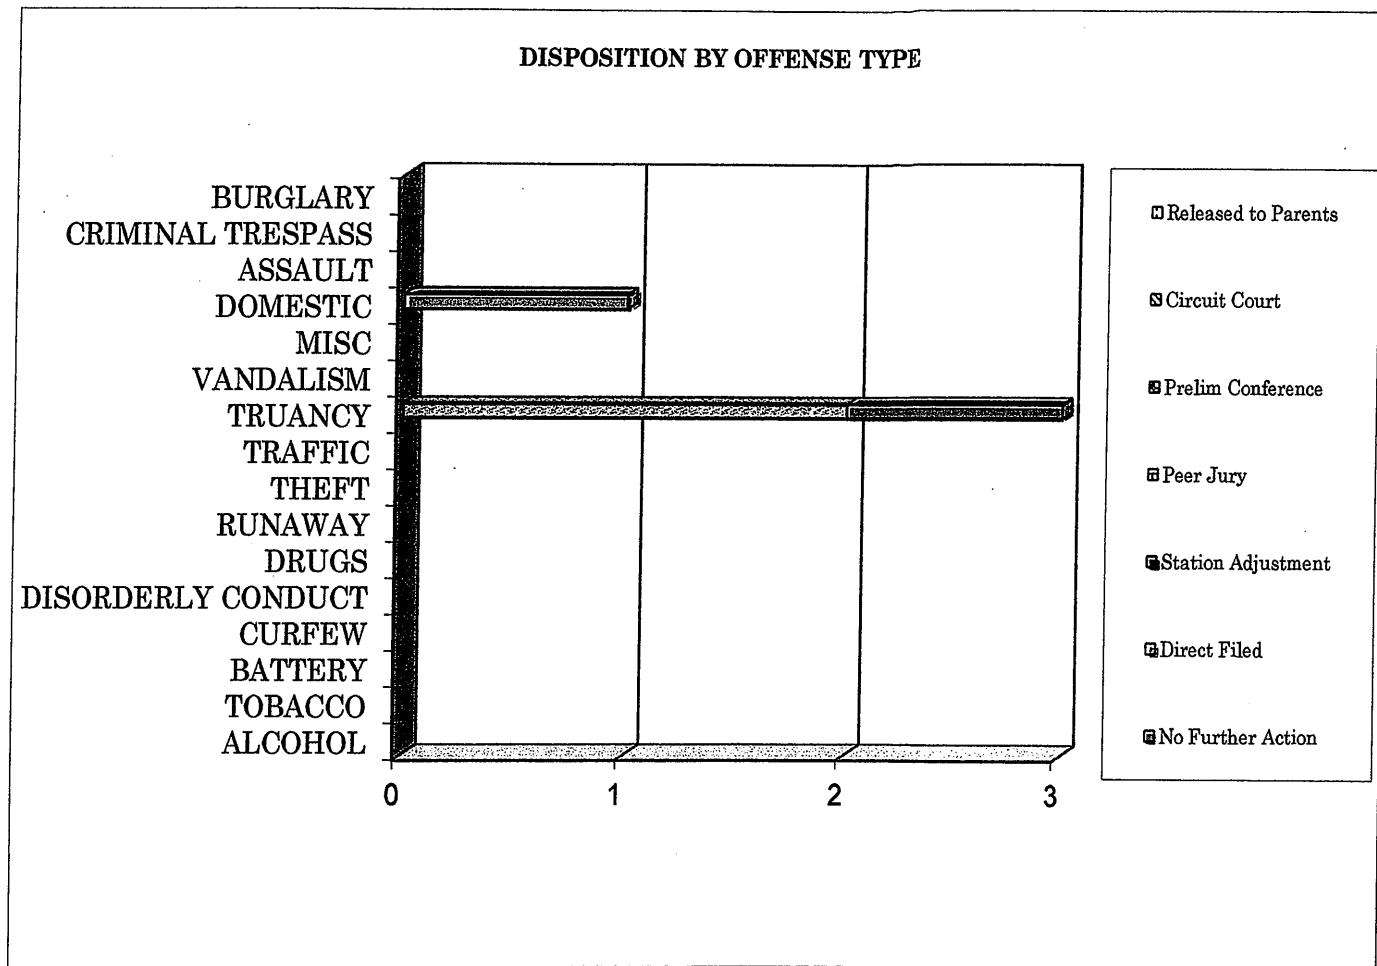 DISPOSITION BY OFFENSE TYPE
BURGLARY
CRIMINAL TRESPASS
ASSAULT
DOMESTIC
MISC
VANDALISM
TRUANCY
TRAFFIC
THEFT
RUNAWAY
DRUGS
DISORDERLY CONDUCT
CURFEW
BATTERY
TOBACCO
ALCOHOL
0 1 2 3
Released to Parents
Circuit Court
Prelim Conference
Peer Jury
Station Adjustment
Direct Filed
No Further Action